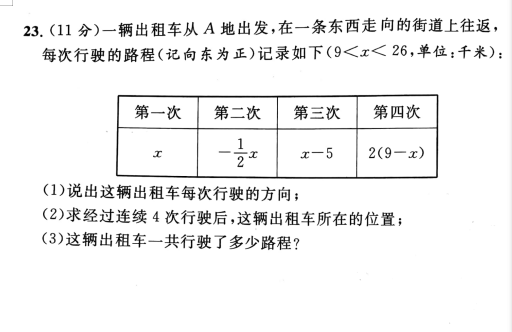 23.(11 分)一辆出租车从 A 地出发,在一条东西走向的街道上往返,
每次行驶的路程(记向东为正)记录如下(9<x<26,单位:千米):
第一次 第二次 第三次 第四次
x -1/2x x-5 2(9-x)
(1)说出这辆出租车每次行驶的方向;
(2)求经过连续 4 次行驶后,这辆出租车所在的位置;
(3)这辆出租车一共行驶了多少路程?